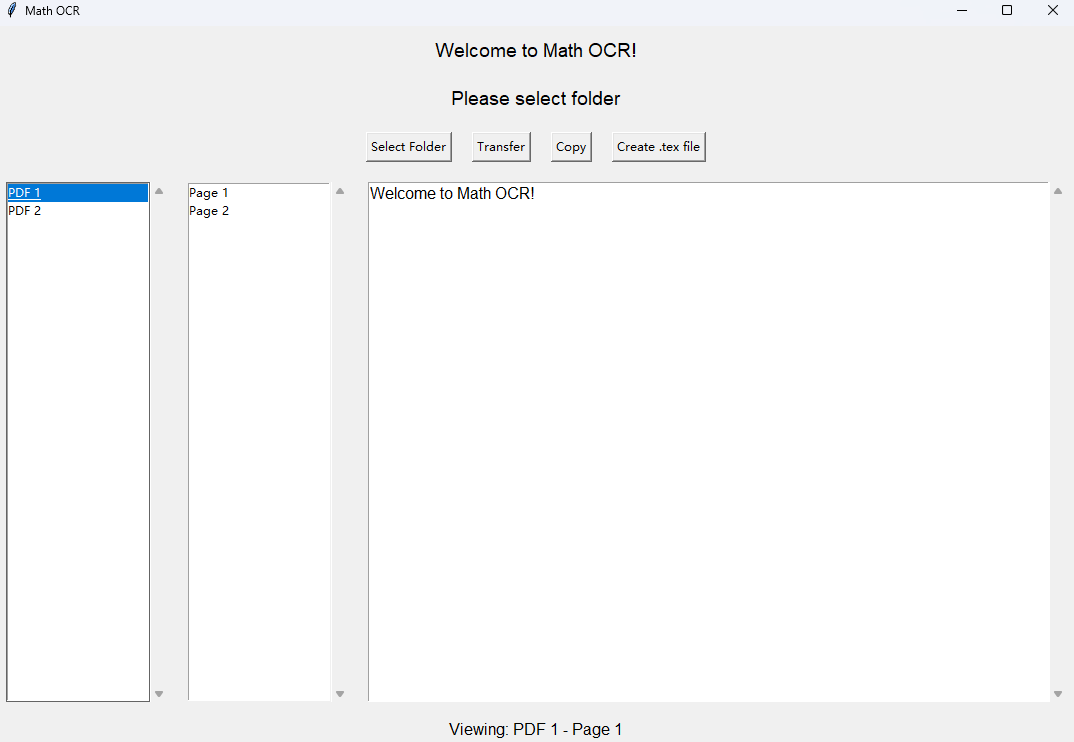 Math OCR
Welcome to Math OCR!
Please select folder
Select Folder Transfer Copy Create .tex file
PDF 1
PDF 2
Page 1
Page 2
Welcome to Math OCR!
Viewing: PDF 1 - Page 1